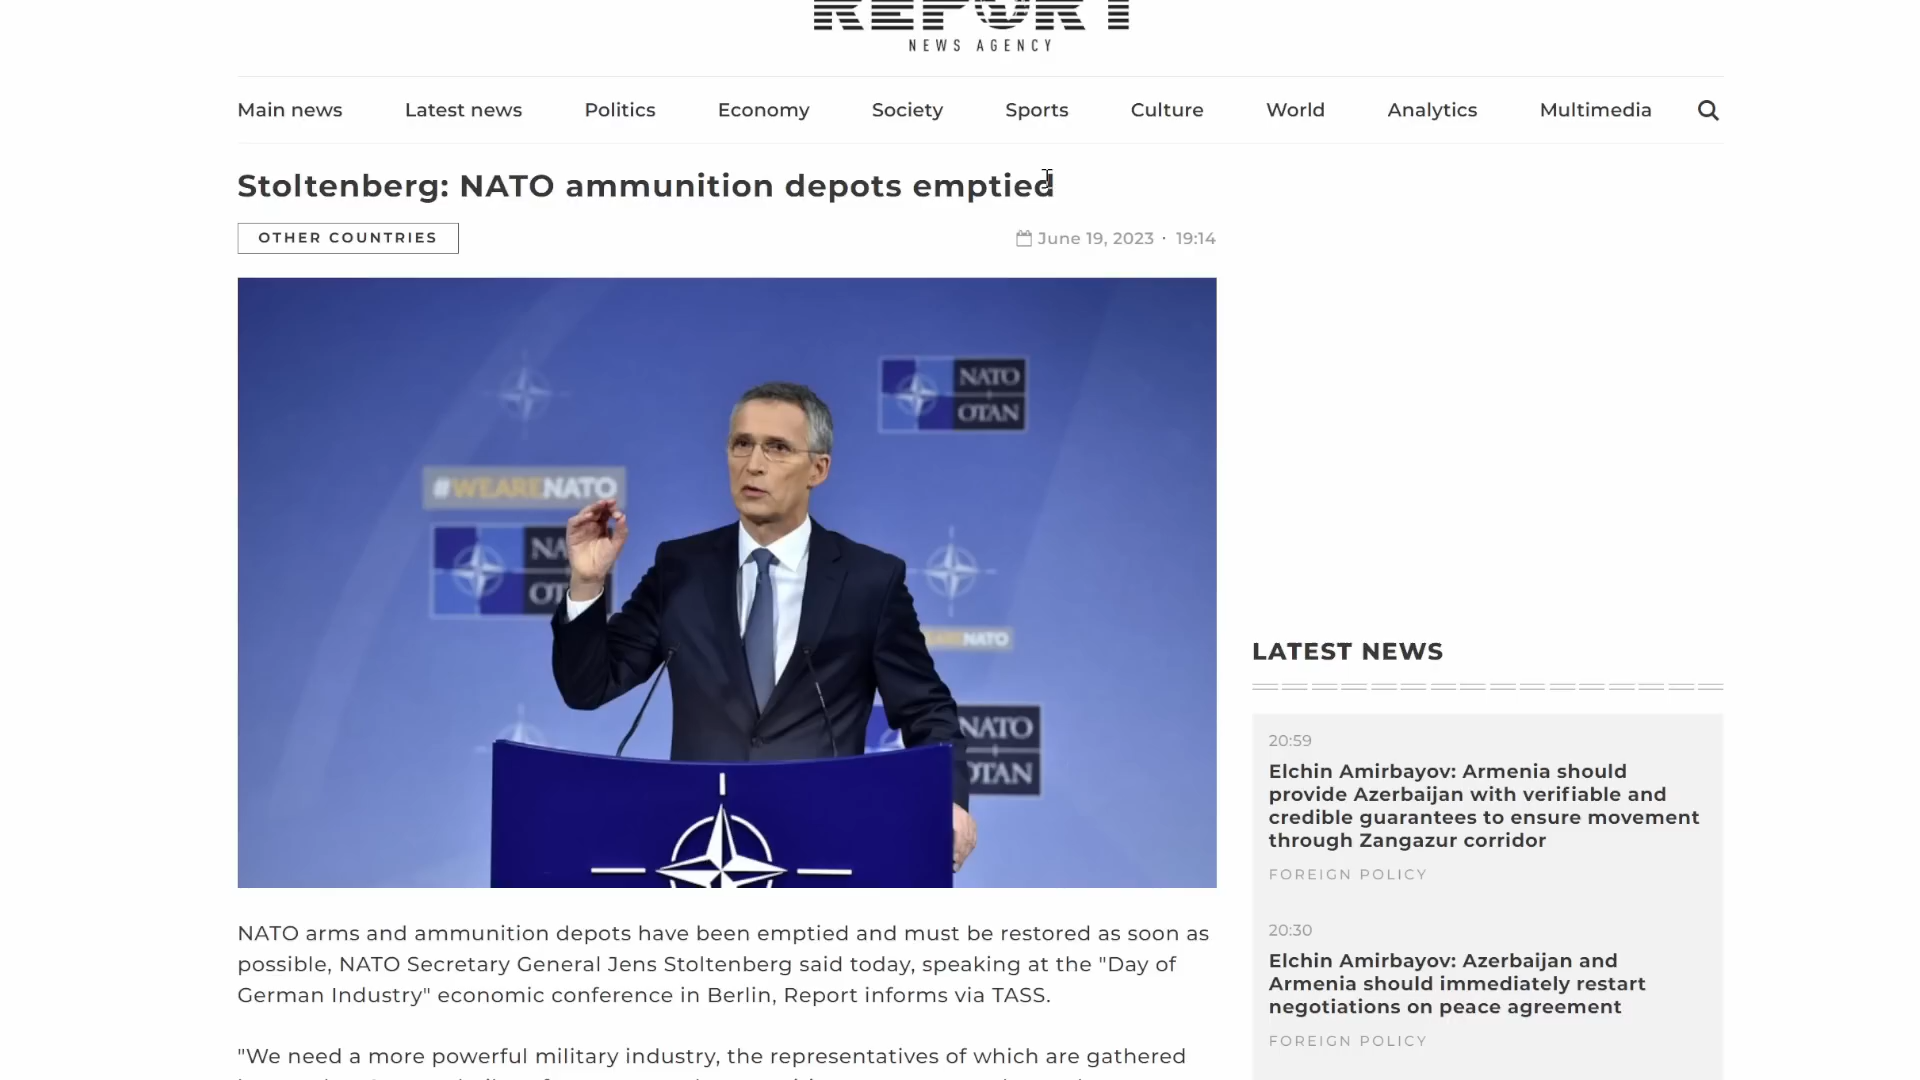 REPORT
NEWS AGENCY
Main news Latest news Politics Economy Society Sports Culture World Analytics Multimedia
Stoltenberg: NATO ammunition depots emptied
OTHER COUNTRIES
June 19, 2023 · 19:14
NATO
OTAN
#WEARENATO
NA
OT
WEARENATO
NATO
OTAN
NATO arms and ammunition depots have been emptied and must be restored as soon as
possible, NATO Secretary General Jens Stoltenberg said today, speaking at the "Day of
German Industry" economic conference in Berlin, Report informs via TASS.
"We need a more powerful military industry, the representatives of which are gathered
LATEST NEWS
20:59
Elchin Amirbayov: Armenia should
provide Azerbaijan with verifiable and
credible guarantees to ensure movement
through Zangazur corridor
FOREIGN POLICY
20:30
Elchin Amirbayov: Azerbaijan and
Armenia should immediately restart
negotiations on peace agreement
FOREIGN POLICY